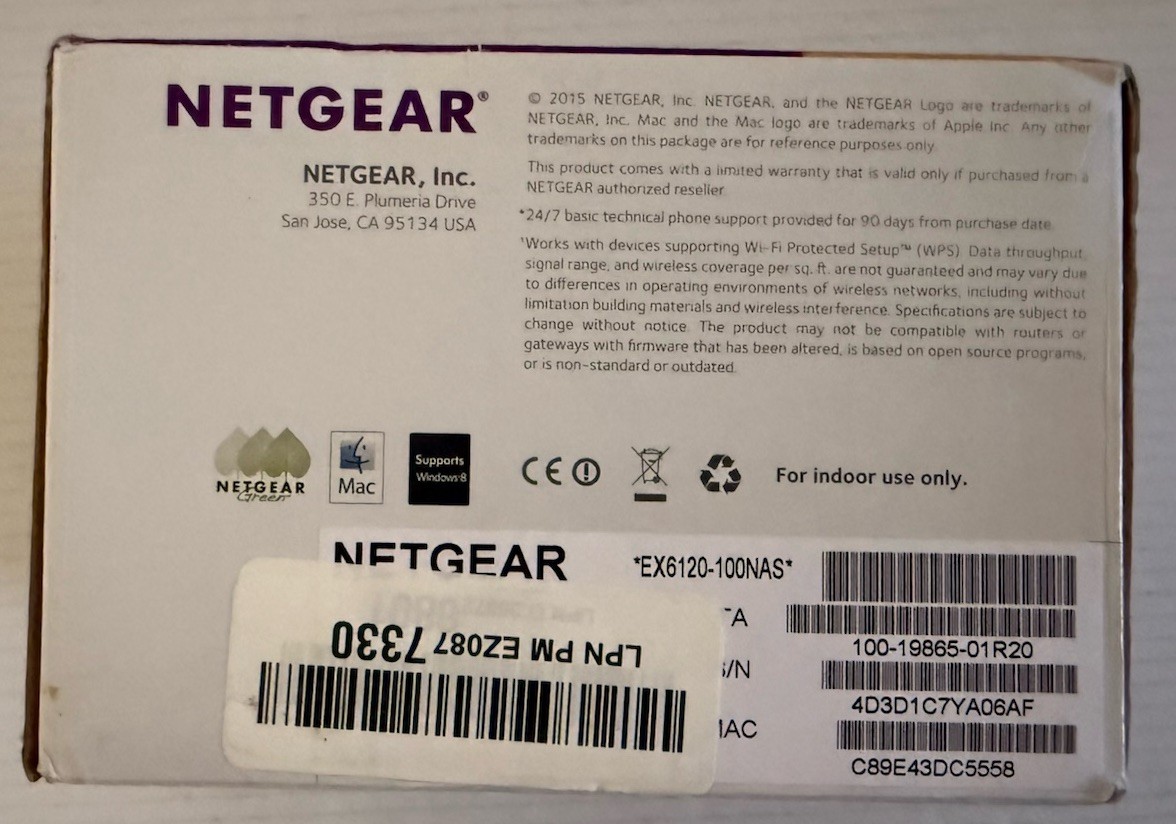 NETGEAR®
NETGEAR, Inc.
350 E. Plumeria Drive
San Jose, CA 95134 USA
© 2015 NETGEAR, Inc. NETGEAR, and the NETGEAR Logo are trademarks of
NETGEAR, Inc. Mac and the Mac logo are trademarks of Apple Inc. Any other
trademarks on this package are for reference purposes only.
This product comes with a limited warranty that is valid only if purchased from a
NETGEAR authorized reseller.
*24/7 basic technical phone support provided for 90 days from purchase date.
†Works with devices supporting Wi-Fi Protected Setup™ (WPS). Data throughput,
signal range, and wireless coverage per sq. ft. are not guaranteed and may vary due
to differences in operating environments of wireless networks, including without
limitation building materials and wireless interference. Specifications are subject to
change without notice. The product may not be compatible with routers or
gateways with firmware that has been altered, is based on open source programs,
or is non-standard or outdated.
NETGEAR
Green
Mac
Supports
Windows 8
CE
For indoor use only.
NETGEAR
*EX6120-100NAS*
TA
100-19865-01R20
S/N
4D3D1C7YA06AF
MAC
C89E43DC5558
LPN PM EZ087 7330